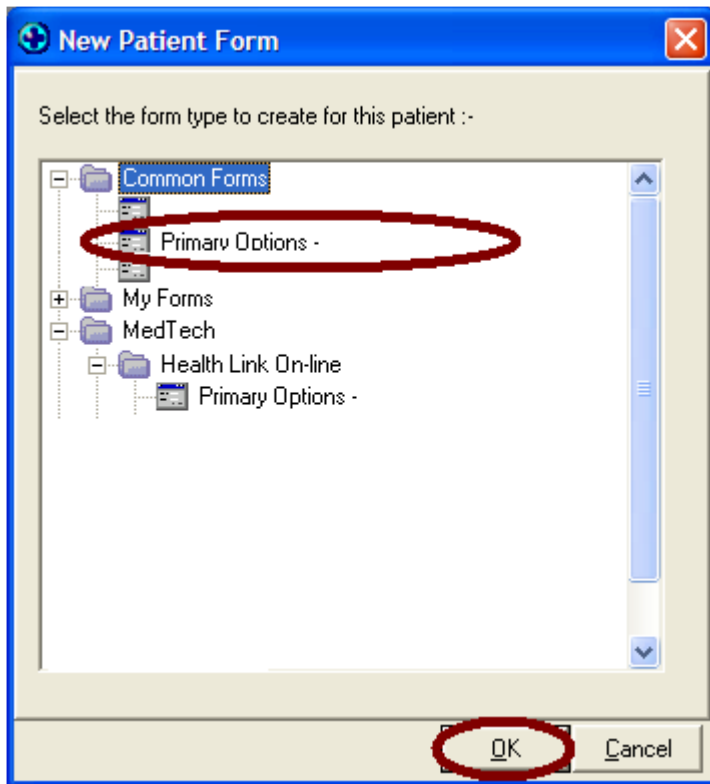 New Patient Form
Select the form type to create for this patient :-
Common Forms
Primary Options -
My Forms
MedTech
Health Link On-line
Primary Options -
OK Cancel